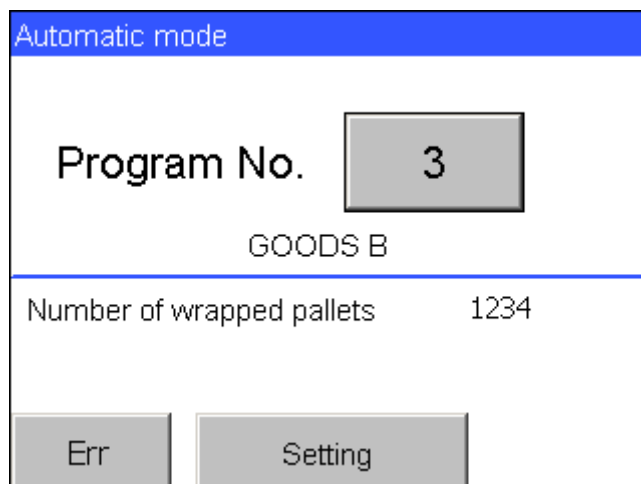 Automatic mode
Program No. 3
GOODS B
Number of wrapped pallets 1234
Err Setting